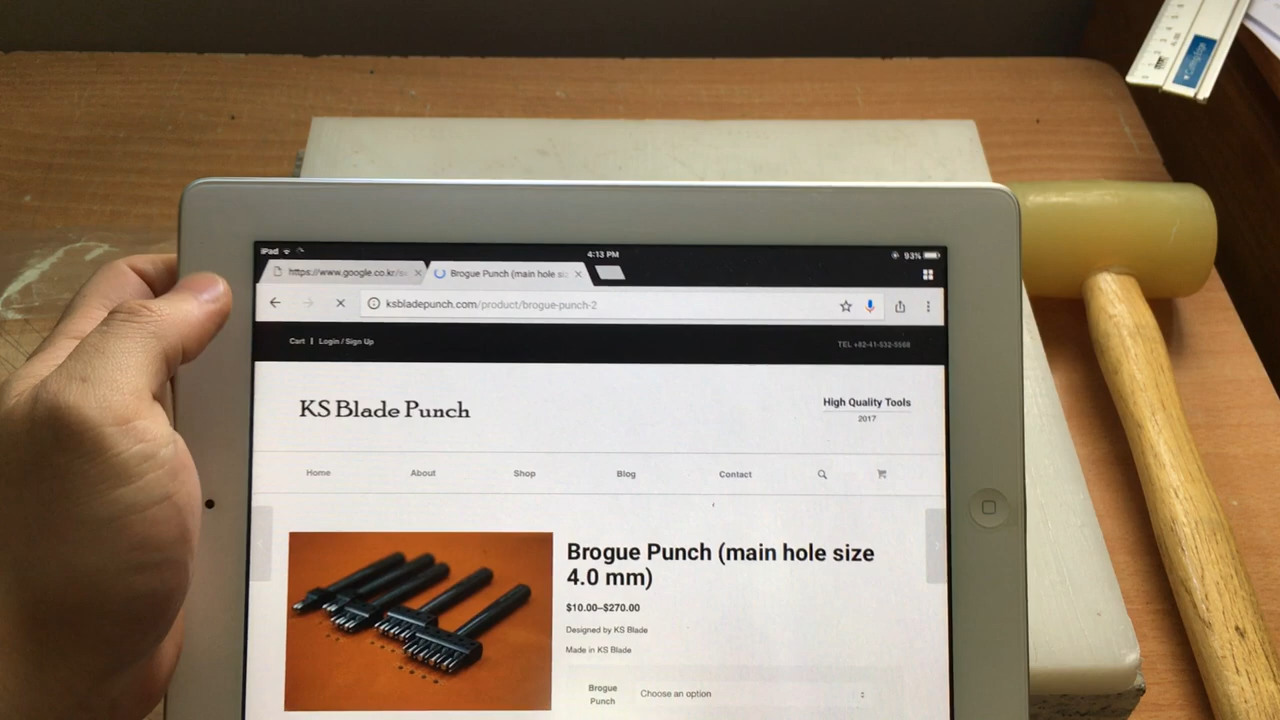 iPad
4:13 PM
93%
https://www.google.co.kr/se
Brogue Punch (main hole siz
ksbladepunch.com/product/brogue-punch-2
Cart | Login / Sign Up
TEL +82-41-532-5568
KS Blade Punch
High Quality Tools
2017
Home About Shop Blog Contact
Brogue Punch (main hole size
4.0 mm)
$10.00–$270.00
Designed by KS Blade
Made in KS Blade
Brogue
Punch
Choose an option